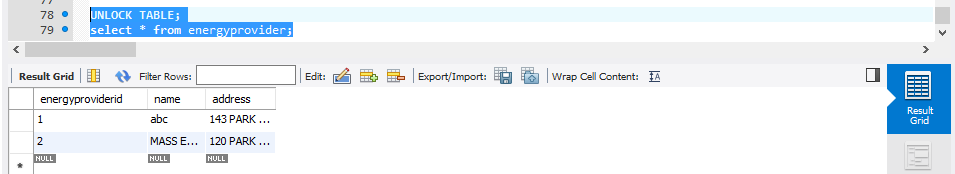 78 UNLOCK TABLE;
79 select * from energyprovider;
Result Grid Filter Rows: Edit: Export/Import: Wrap Cell Content: IA
energyproviderid name address
1 abc 143 PARK ...
2 MASS E... 120 PARK ...
NULL NULL NULL
*
Result
Grid